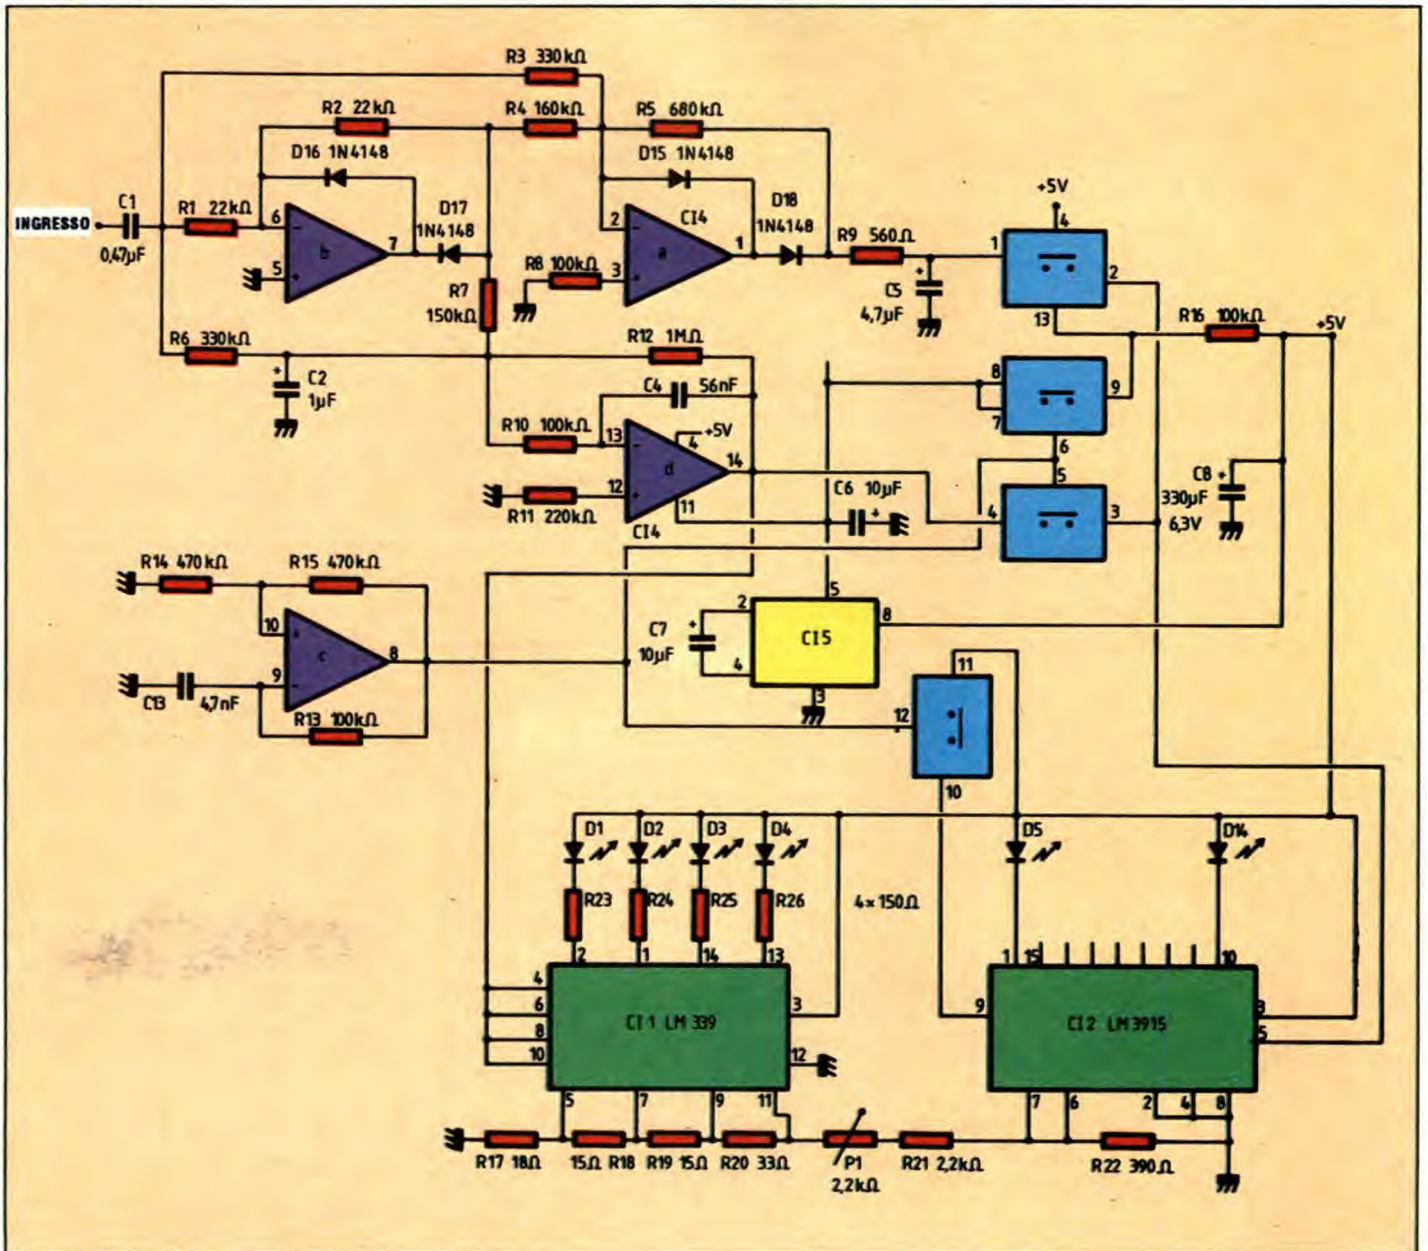 R3 330kΩ
R2 22kΩ
R4 160kΩ
R5 680kΩ
D16 1N4148
D15 1N4148
C1
INGRESSO
0,47µF
R1 22kΩ
6
-
5
+
b
7
D17
1N4148
2
-
3
+
a
CI4
1
D18
1N4148
R8 100kΩ
R9 560Ω
C5
+
4,7µF
+5V
4
1
2
13
R16 100kΩ
+5V
R7
150kΩ
R6 330kΩ
+
C2
1µF
R12 1MΩ
C4
56nF
8
7
9
6
R10 100kΩ
13
-
+5V
4
d
14
12
+
11
R11 220kΩ
CI4
C6 10µF
+
5
4
3
C8
+
330µF
6,3V
R14 470kΩ
R15 470kΩ
10
+
c
8
9
-
C13
4,7nF
R13 100kΩ
C7
+
10µF
2
4
5
CI5
8
3
11
12
10
D1
D2
D3
D4
D5
D14
R23
R24
R25
R26
4×150Ω
2
1
14
13
4
6
8
10
CI1 LM 339
3
12
5
7
9
11
1
15
10
9
CI2 LM3915
3
5
7
6
2
4
8
R17 18Ω
15Ω R18
R19 15Ω
R20 33Ω
P1
2,2kΩ
R21 2,2kΩ
R22 390Ω